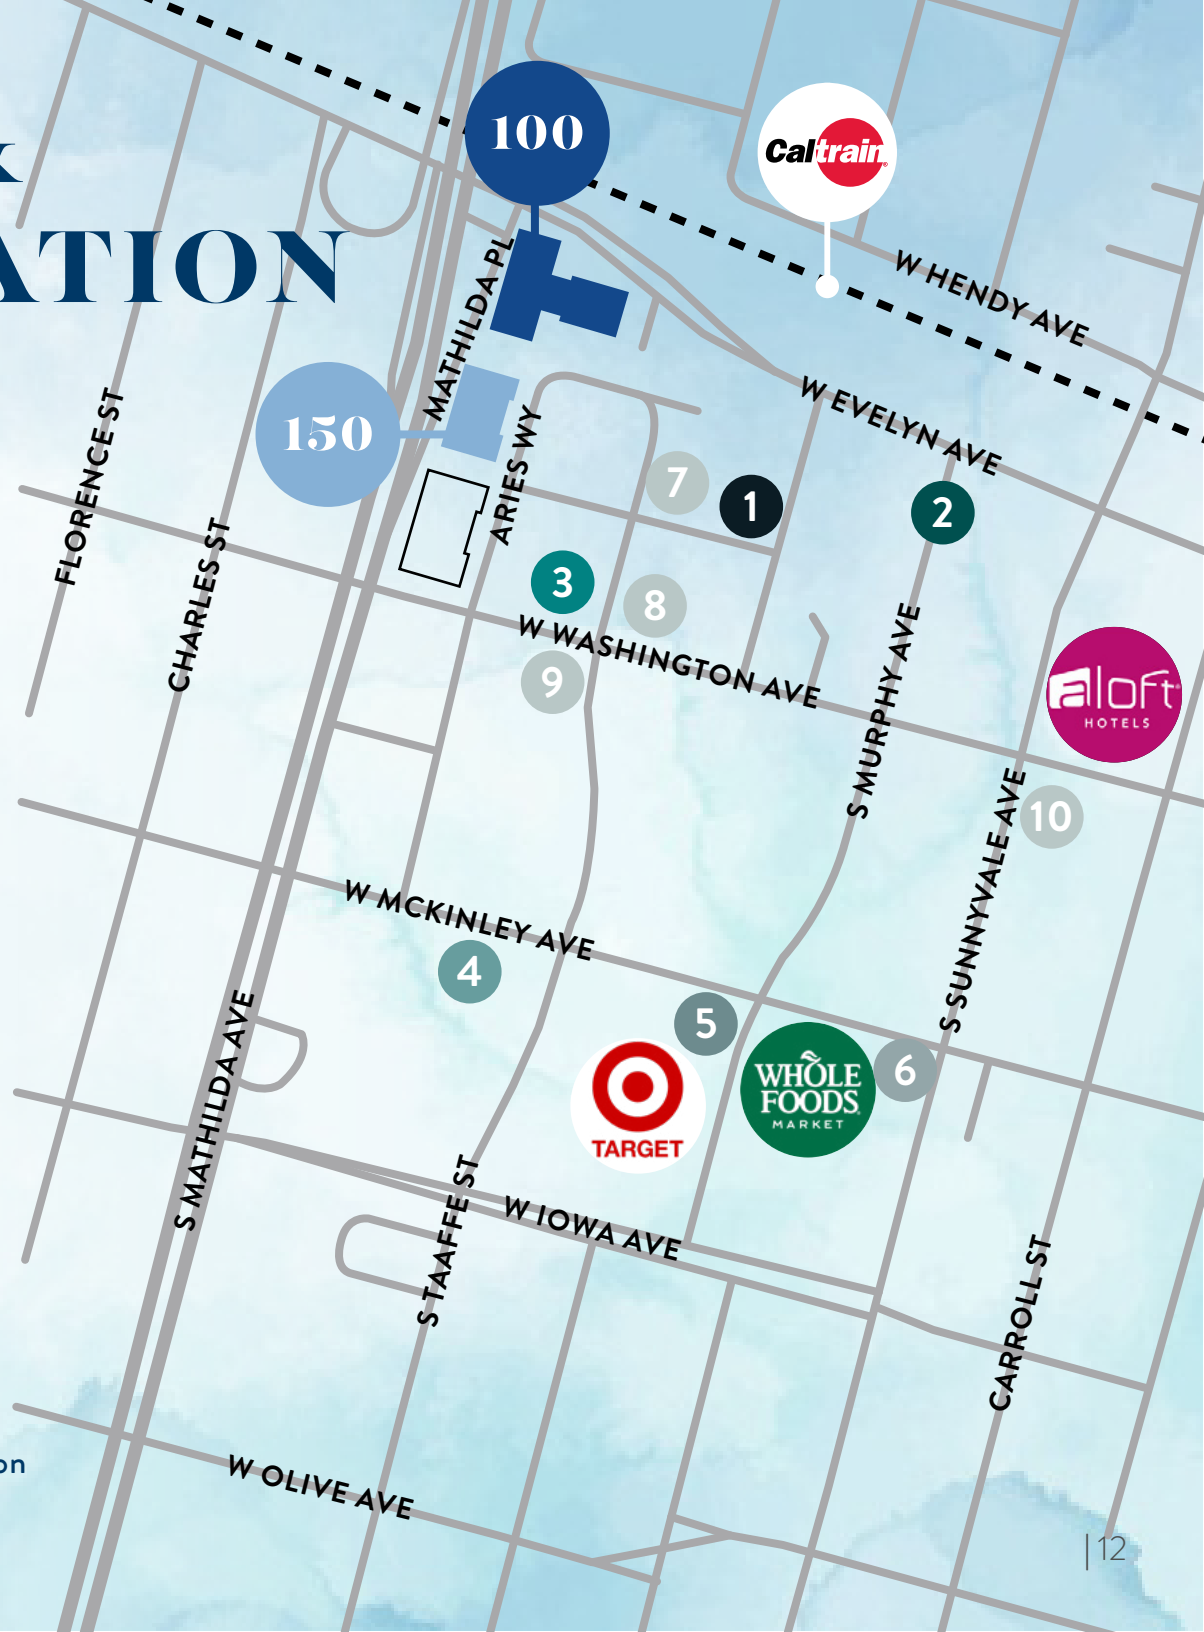 100
Caltrain
K
ATION
W HENDY AVE
MATHILDA PL
150
W EVELYN AVE
FLORENCE ST
ARIES WY
7
1
2
CHARLES ST
3
8
W WASHINGTON AVE
9
S MURPHY AVE
aloft
HOTELS
10
S SUNNYVALE AVE
W MCKINLEY AVE
4
5
6
WHOLE
FOODS
MARKET
TARGET
S MATHILDA AVE
S TAAFFE ST
W IOWA AVE
CARROLL ST
on
W OLIVE AVE
|12